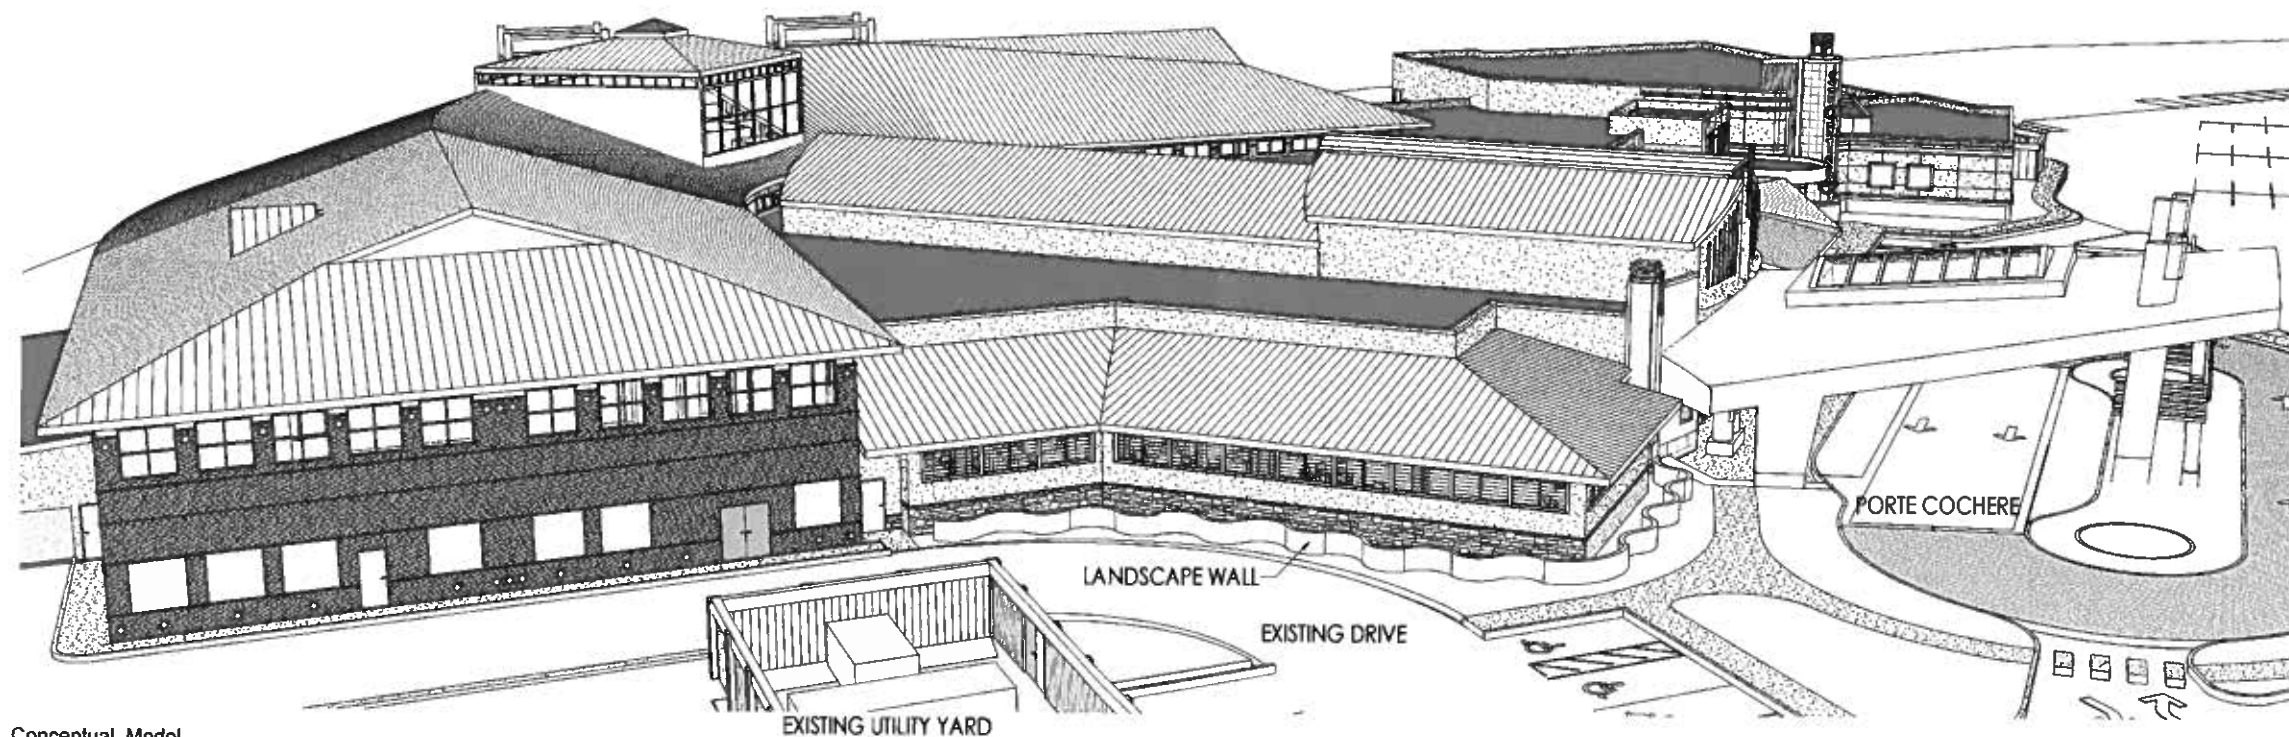 PORTE COCHERE
LANDSCAPE WALL
EXISTING DRIVE
EXISTING UTILITY YARD
Conceptual Model